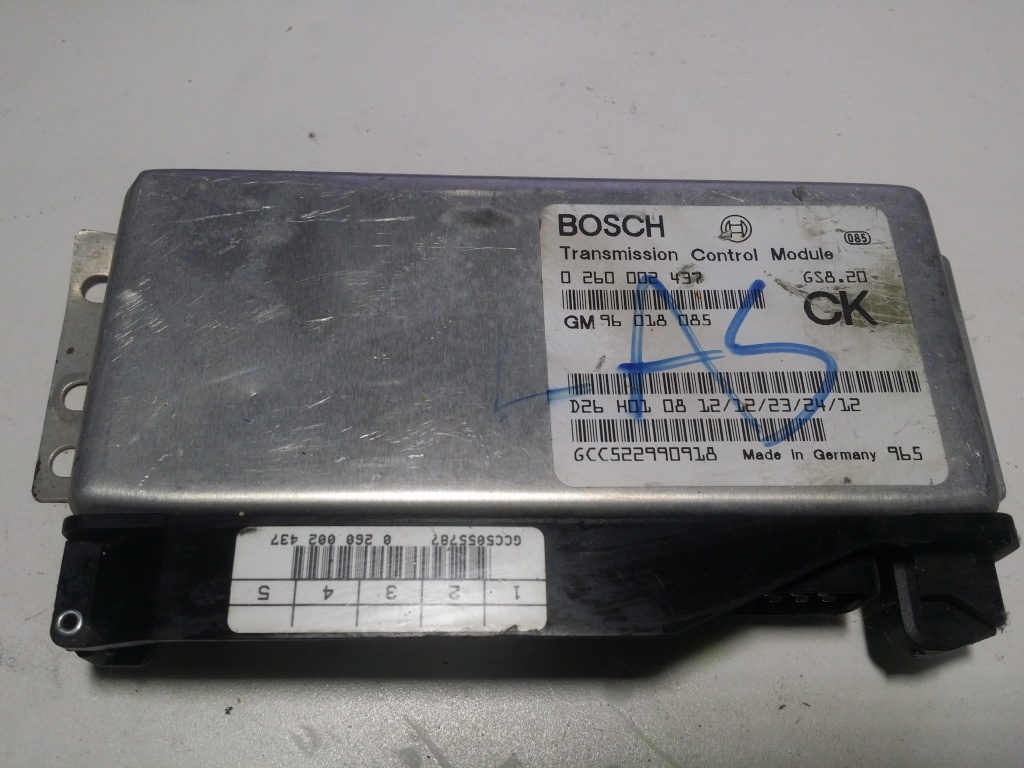 BOSCH
085
Transmission Control Module
0 260 002 437 GS8.20
CK
GM 96 018 085
LAS
D26 H01 08 12/12/23/24/12
GCC522990918 Made in Germany 965
1 2 3 4 5
GCC5055787 0 260 002 437